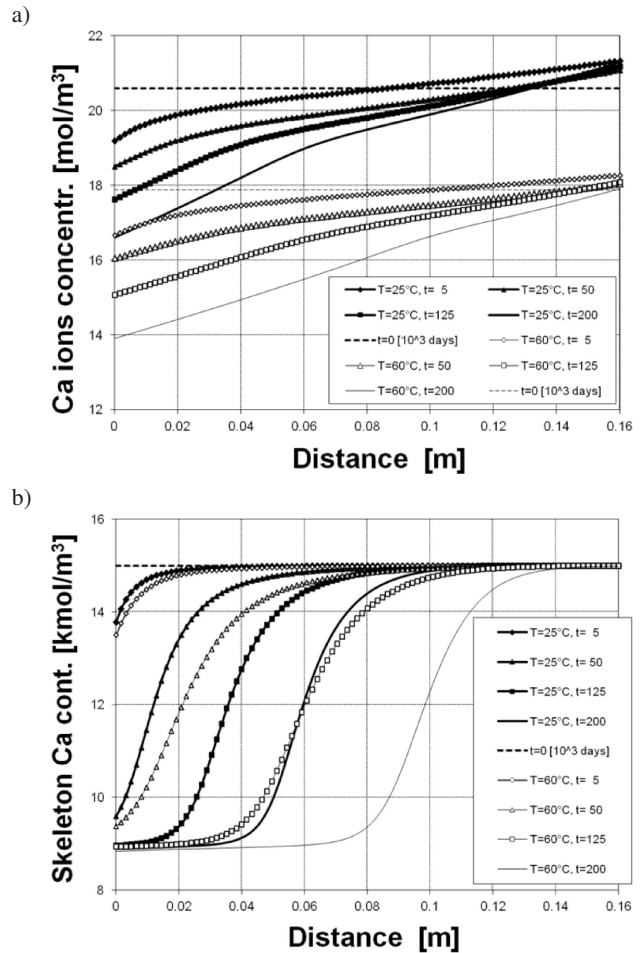 a)
22
20
18
16
14
12
Ca ions concentr. [mol/m³]
T=25°C, t= 5
T=25°C, t= 50
T=25°C, t= 125
T=25°C, t=200
t=0 [10^3 days]
T=60°C, t= 5
T=60°C, t= 50
T=60°C, t=125
T=60°C, t=200
t=0 [10^3 days]
0 0.02 0.04 0.06 0.08 0.1 0.12 0.14 0.16
Distance [m]
b)
16
14
12
10
8
Skeleton Ca cont. [kmol/m³]
T=25°C, t= 5
T=25°C, t= 50
T=25°C, t=125
T=25°C, t=200
t=0 [10^3 days]
T=60°C, t= 5
T=60°C, t= 50
T=60°C, t=125
T=60°C, t=200
0 0.02 0.04 0.06 0.08 0.1 0.12 0.14 0.16
Distance [m]